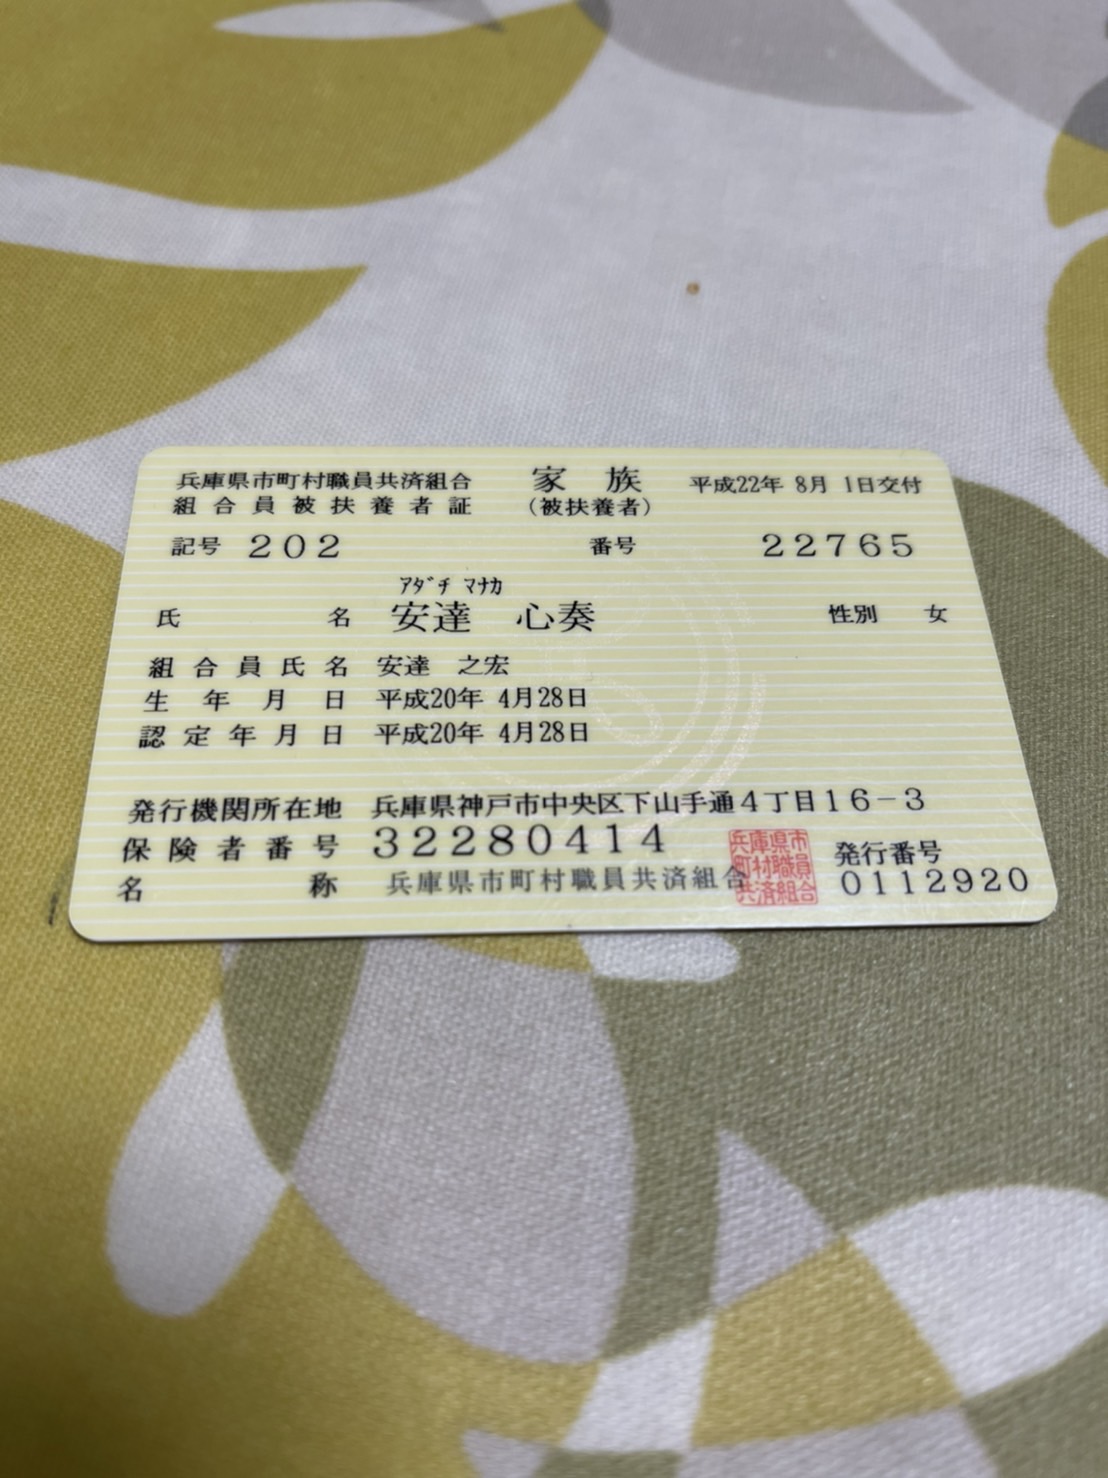 兵庫県市町村職員共済組合 家族 平成22年 8月 1日交付
組合員被扶養者証 (被扶養者)
記号 202 番号 22765
ｱﾀﾞﾁ ﾏﾅｶ
氏名 安達 心奏 性別 女
組合員氏名 安達 之宏
生年月日 平成20年 4月28日
認定年月日 平成20年 4月28日
発行機関所在地 兵庫県神戸市中央区下山手通4丁目16-3
保険者番号 32280414 発行番号
名称 兵庫県市町村職員共済組合 0112920
兵庫県市
町村職員
共済組合